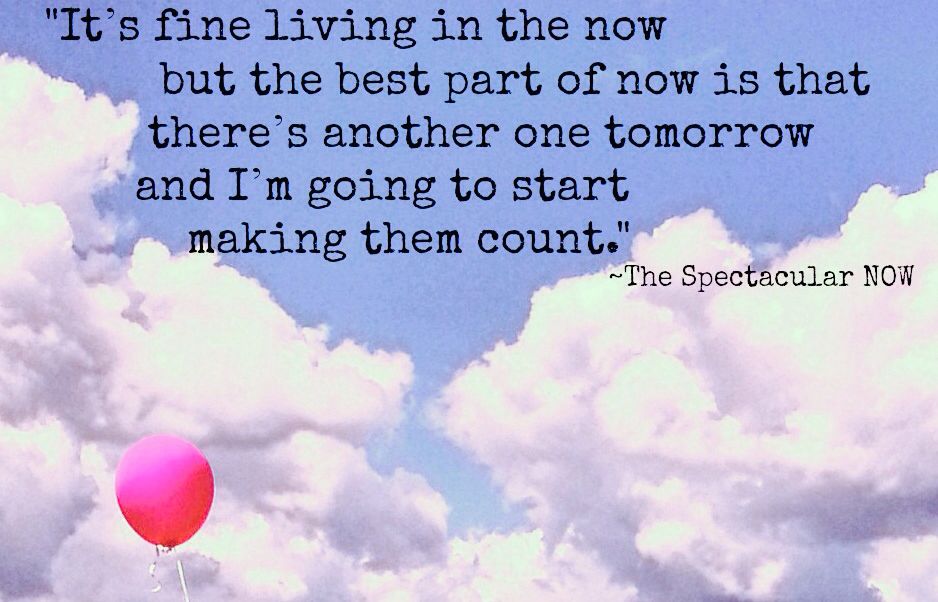 "It's fine living in the now
but the best part of now is that
there's another one tomorrow
and I'm going to start
making them count."
~The Spectacular NOW